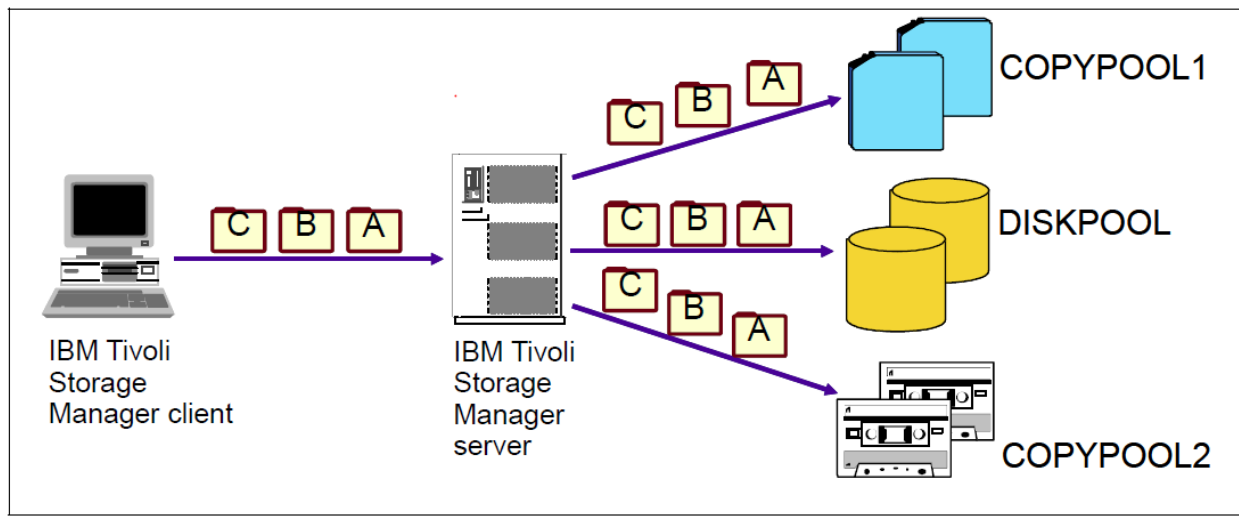 C B A
COPYPOOL1
C B A
C B A
DISKPOOL
C B A
IBM Tivoli
Storage
Manager client
IBM Tivoli
Storage
Manager
server
COPYPOOL2